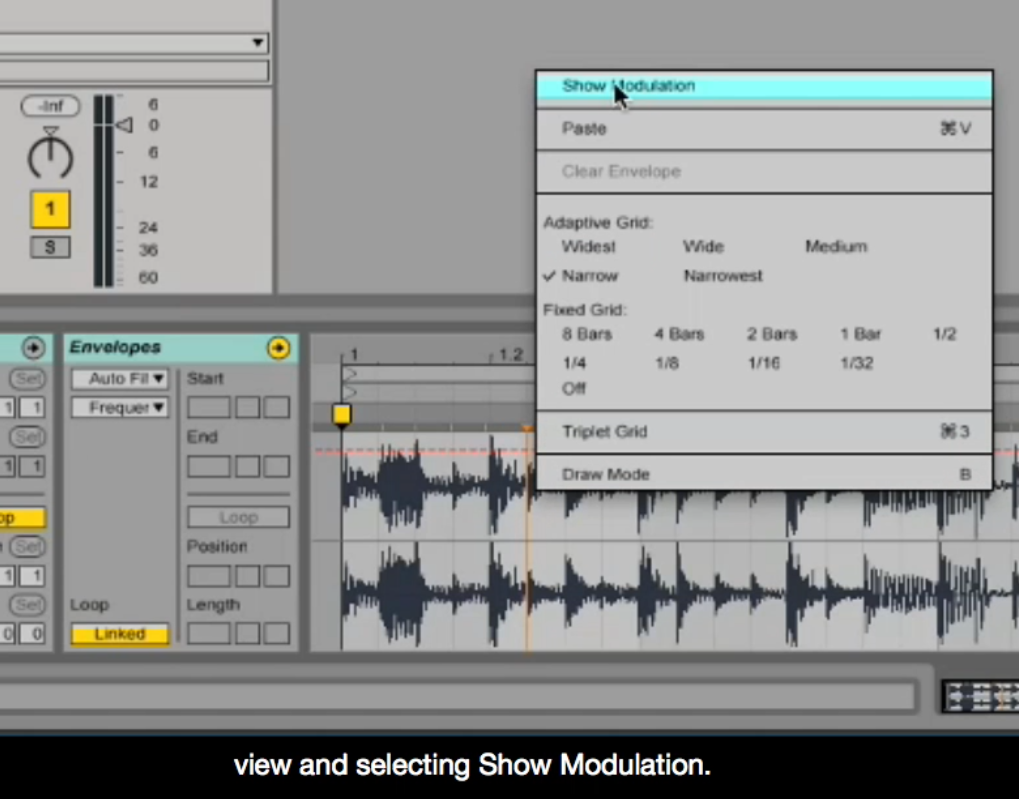 -Inf
6
0
6
12
24
36
60
1
S
Show Modulation
Paste ⌘V
Clear Envelope
Adaptive Grid:
Widest Wide Medium
✓ Narrow Narrowest
Fixed Grid:
8 Bars 4 Bars 2 Bars 1 Bar 1/2
1/4 1/8 1/16 1/32
Off
Triplet Grid ⌘3
Draw Mode B
Set
1 1
Set
1 1
op
Set
1 1
Set
0 0
Envelopes
Auto Fil
Frequer
Loop
Linked
Start
End
Loop
Position
Length
1 1.2
view and selecting Show Modulation.